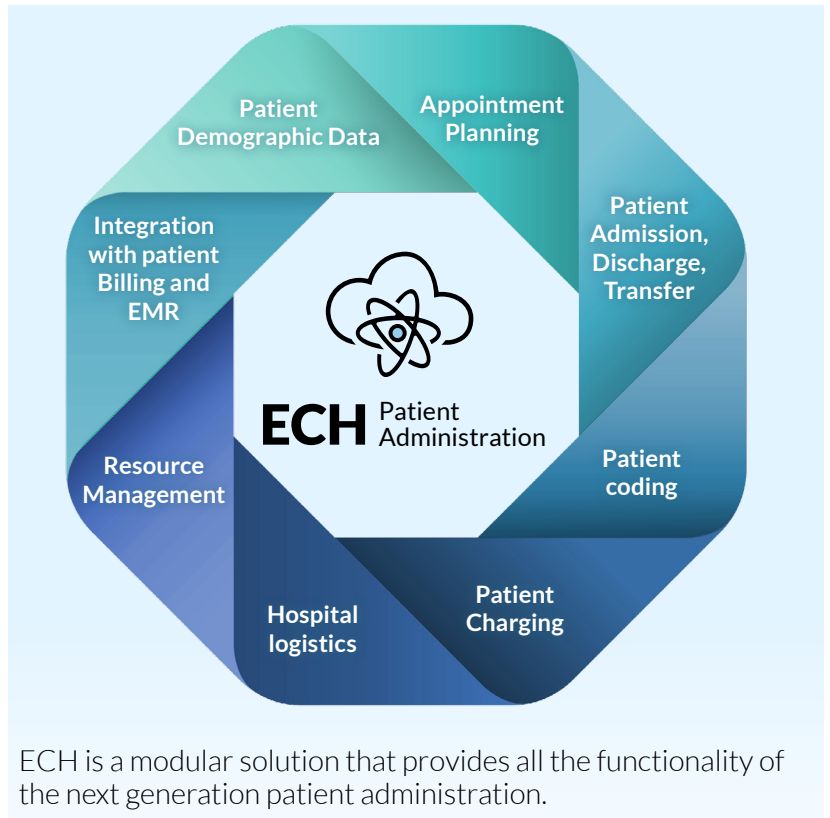 Patient
Demographic Data
Appointment
Planning
Patient
Admission,
Discharge,
Transfer
Patient
coding
Patient
Charging
Hospital
logistics
Resource
Management
Integration
with patient
Billing and
EMR
ECH Patient
Administration
ECH is a modular solution that provides all the functionality of
the next generation patient administration.